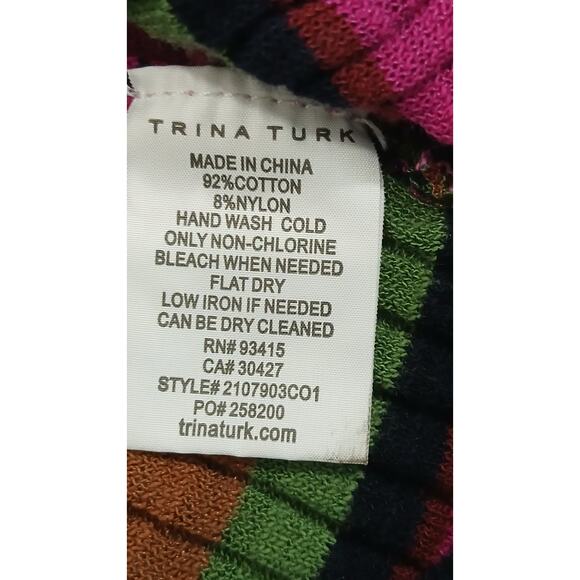 TRINA TURK
MADE IN CHINA
92%COTTON
8%NYLON
HAND WASH COLD
ONLY NON-CHLORINE
BLEACH WHEN NEEDED
FLAT DRY
LOW IRON IF NEEDED
CAN BE DRY CLEANED
RN# 93415
CA# 30427
STYLE# 2107903CO1
PO# 258200
trinaturk.com